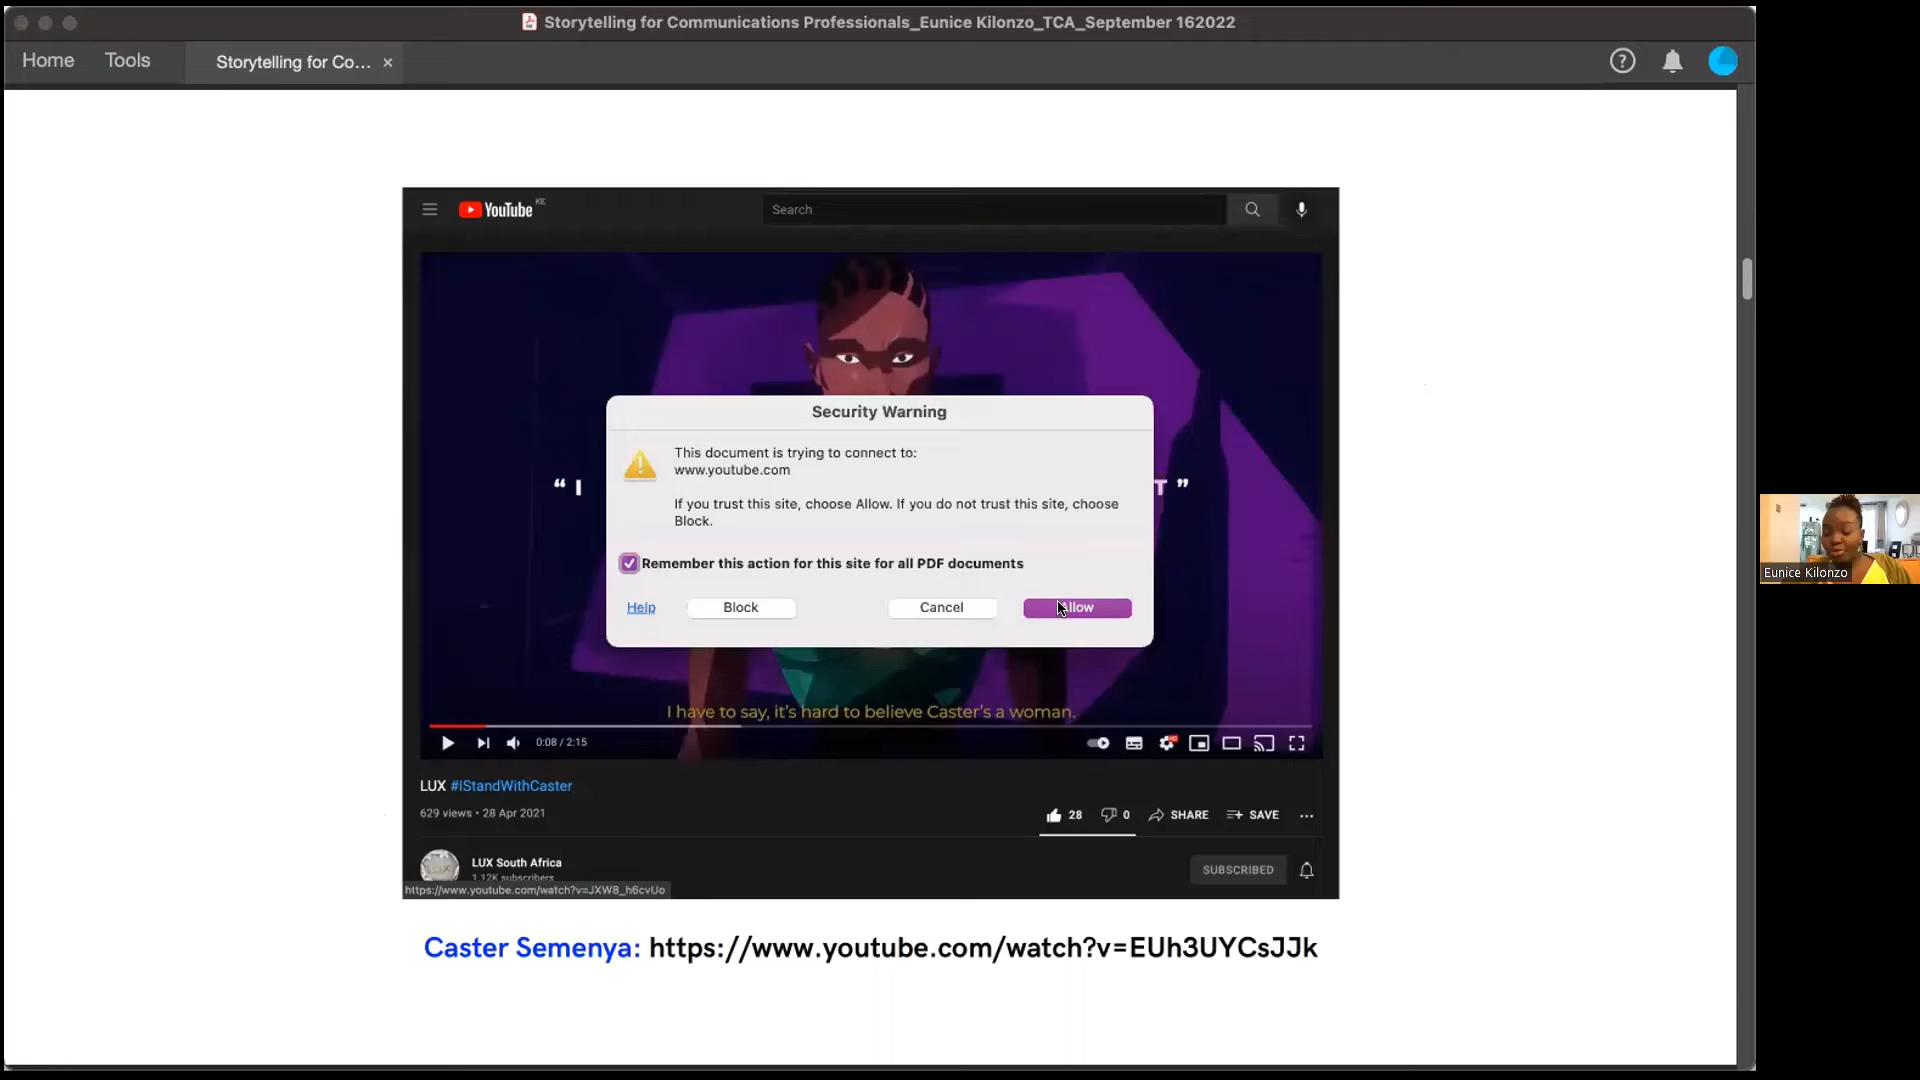 Storytelling for Communications Professionals_Eunice Kilonzo_TCA_September 162022
Home
Tools
Storytelling for Co...
YouTube KE
Search
“ I
T ”
Security Warning
This document is trying to connect to:
www.youtube.com
If you trust this site, choose Allow. If you do not trust this site, choose
Block.
Remember this action for this site for all PDF documents
Help
Block
Cancel
Allow
I have to say, it's hard to believe Caster's a woman.
0:08 / 2:15
LUX #IStandWithCaster
629 views • 28 Apr 2021
28
0
SHARE
SAVE
LUX South Africa
1.12K subscribers
SUBSCRIBED
https://www.youtube.com/watch?v=JXW8_h6cvUo
Caster Semenya: https://www.youtube.com/watch?v=EUh3UYCsJJk
Eunice Kilonzo